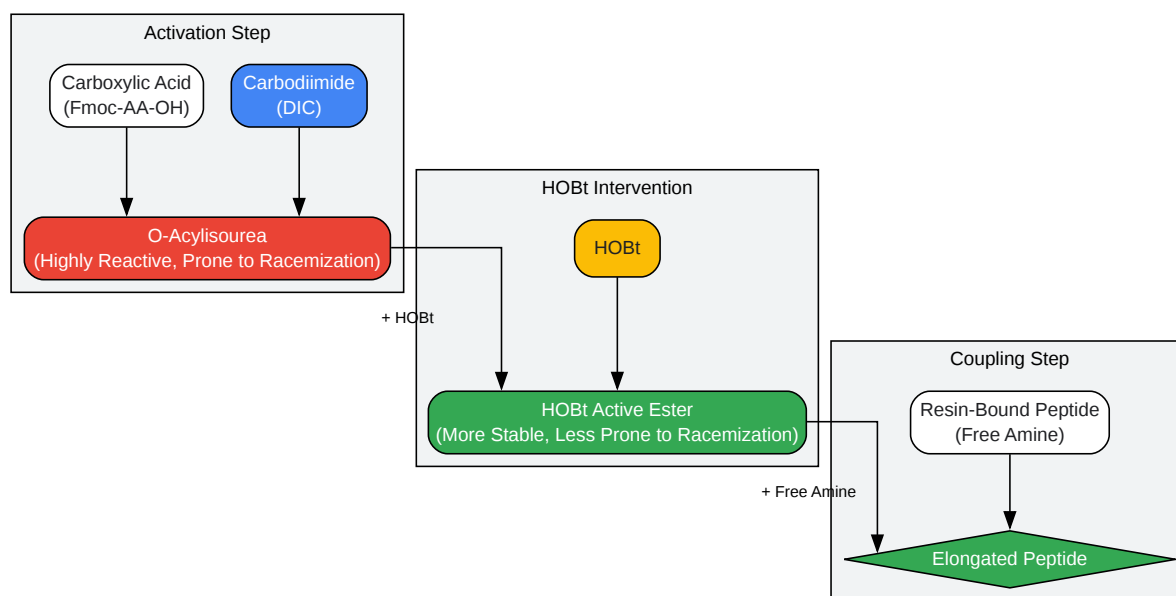 Activation Step
Carboxylic Acid
(Fmoc-AA-OH)
Carbodiimide
(DIC)
O-Acylisourea
(Highly Reactive, Prone to Racemization)
HOBt Intervention
HOBt
+ HOBt
HOBt Active Ester
(More Stable, Less Prone to Racemization)
Coupling Step
Resin-Bound Peptide
(Free Amine)
+ Free Amine
Elongated Peptide